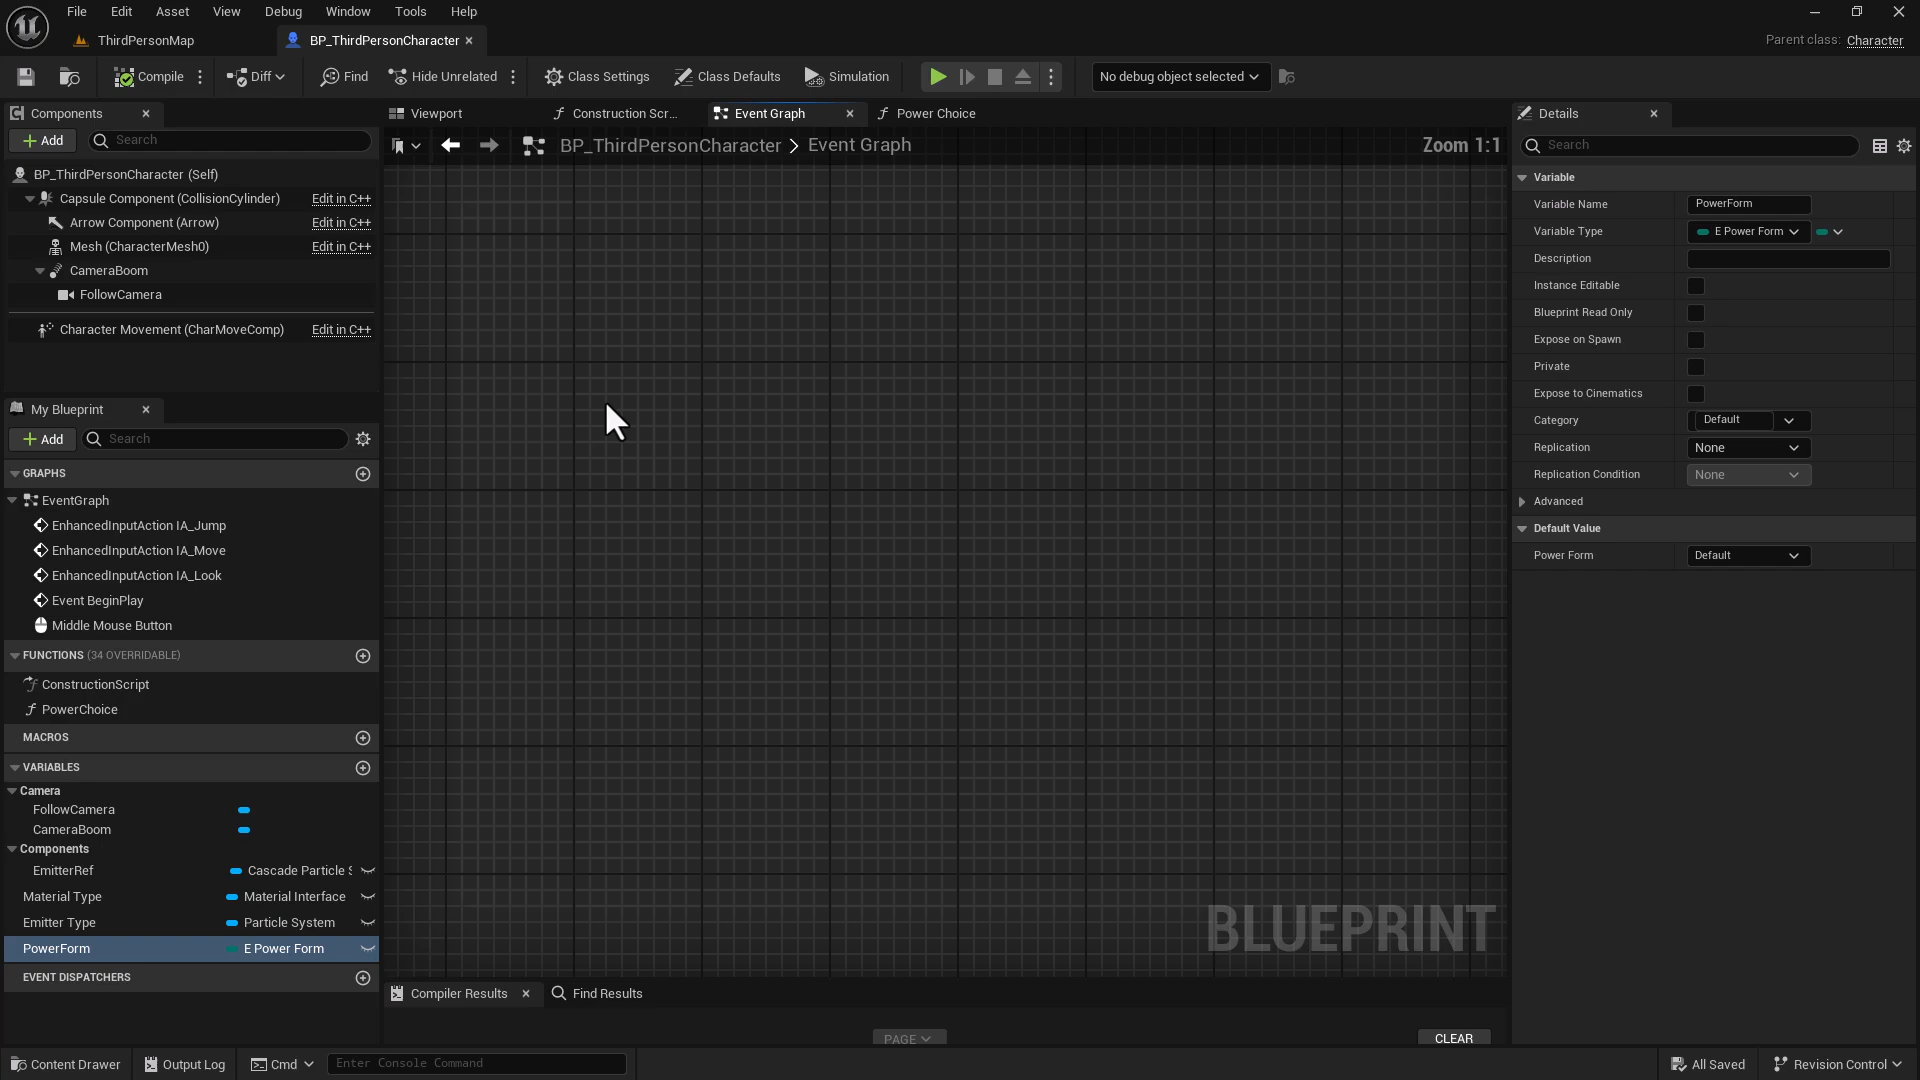 File Edit Asset View Debug Window Tools Help
ThirdPersonMap
BP_ThirdPersonCharacter
Parent class: Character
Compile
Diff
Find
Hide Unrelated
Class Settings
Class Defaults
Simulation
No debug object selected
Components
Add
Search
BP_ThirdPersonCharacter (Self)
Capsule Component (CollisionCylinder) Edit in C++
Arrow Component (Arrow) Edit in C++
Mesh (CharacterMesh0) Edit in C++
CameraBoom
FollowCamera
Character Movement (CharMoveComp) Edit in C++
My Blueprint
Add
Search
GRAPHS
EventGraph
EnhancedInputAction IA_Jump
EnhancedInputAction IA_Move
EnhancedInputAction IA_Look
Event BeginPlay
Middle Mouse Button
FUNCTIONS (34 OVERRIDABLE)
ConstructionScript
PowerChoice
MACROS
VARIABLES
Camera
FollowCamera
CameraBoom
Components
EmitterRef Cascade Particle S
Material Type Material Interface
Emitter Type Particle System
PowerForm E Power Form
EVENT DISPATCHERS
Viewport
Construction Scr...
Event Graph
Power Choice
BP_ThirdPersonCharacter > Event Graph
Zoom 1:1
BLUEPRINT
Compiler Results
Find Results
PAGE
CLEAR
Details
Search
Variable
Variable Name PowerForm
Variable Type E Power Form
Description
Instance Editable
Blueprint Read Only
Expose on Spawn
Private
Expose to Cinematics
Category Default
Replication None
Replication Condition None
Advanced
Default Value
Power Form Default
Content Drawer
Output Log
Cmd
Enter Console Command
All Saved
Revision Control